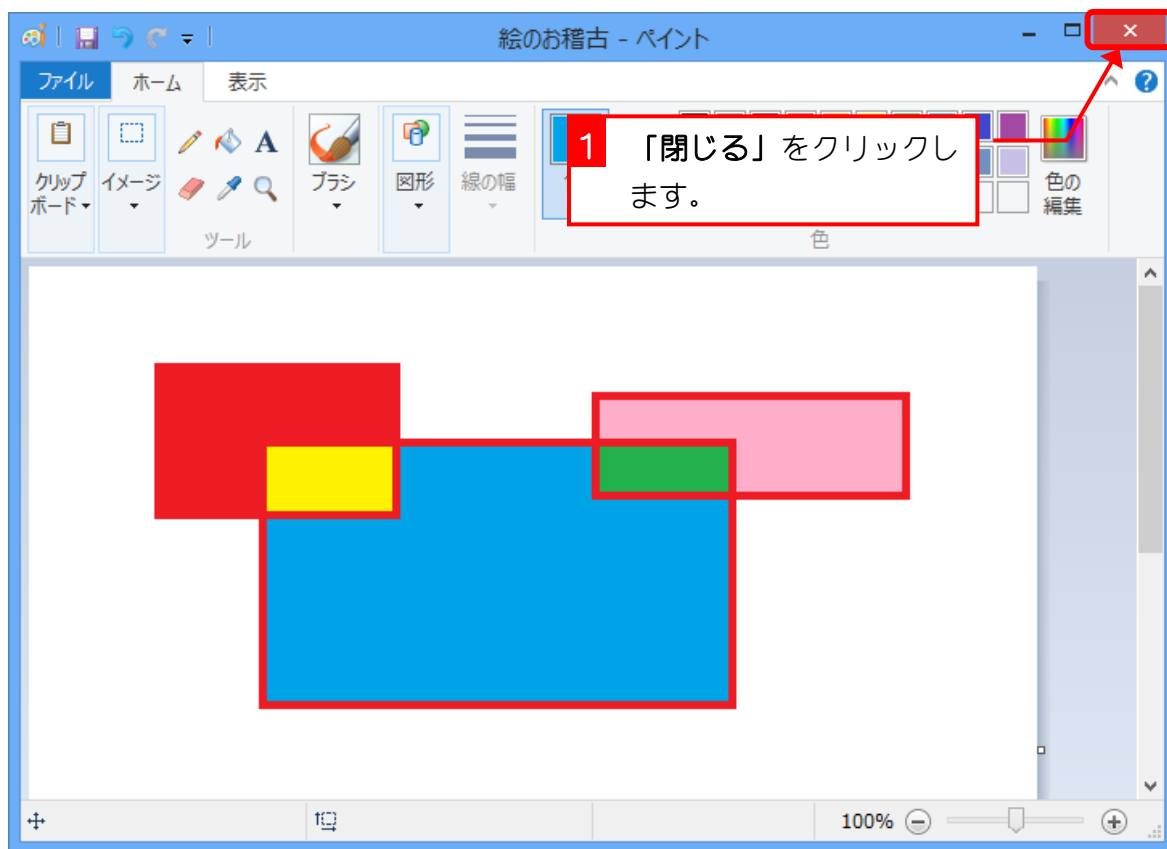 絵のお稽古 - ペイント
ファイル ホーム 表示
クリップ
ボード
イメージ
ツール
ブラシ
図形
線の幅
色の
編集
色
1 「閉じる」をクリックし
ます。
100%